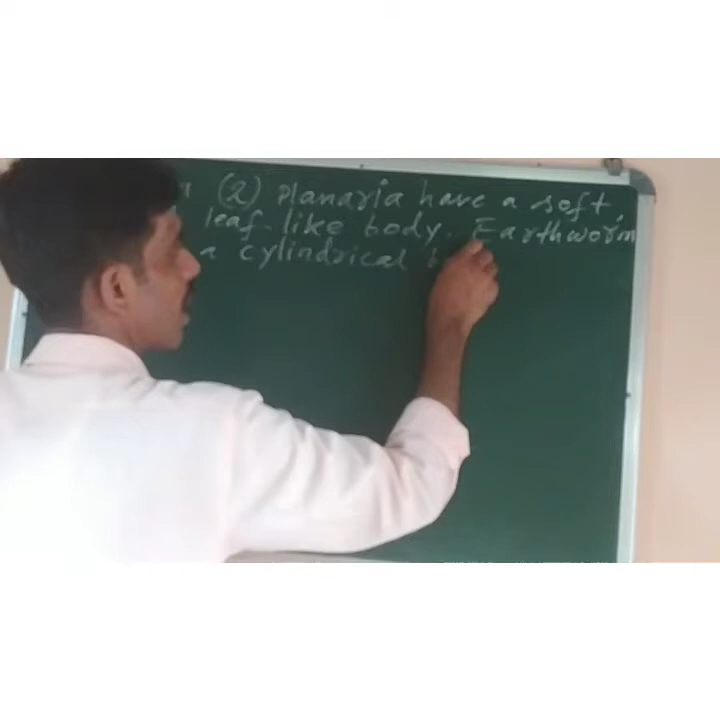 (2) Planaria have a soft,
leaf-like body. Earthworm
a cylindrical b